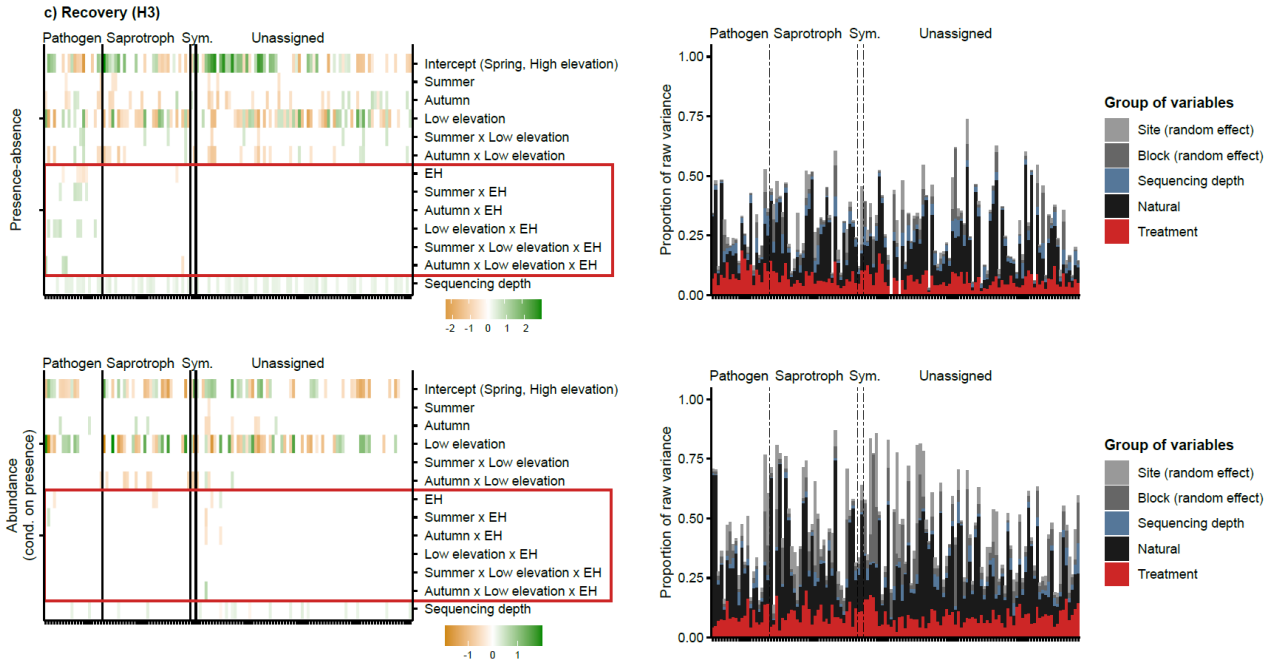 c) Recovery (H3)
Pathogen Saprotroph Sym. Unassigned
Presence-absence
Intercept (Spring, High elevation)
Summer
Autumn
Low elevation
Summer x Low elevation
Autumn x Low elevation
EH
Summer x EH
Autumn x EH
Low elevation x EH
Summer x Low elevation x EH
Autumn x Low elevation x EH
Sequencing depth
-2 -1 0 1 2
Pathogen Saprotroph Sym. Unassigned
Proportion of raw variance
1.00
0.75
0.50
0.25
0.00
Group of variables
Site (random effect)
Block (random effect)
Sequencing depth
Natural
Treatment
Pathogen Saprotroph Sym. Unassigned
Abundance
(cond. on presence)
Intercept (Spring, High elevation)
Summer
Autumn
Low elevation
Summer x Low elevation
Autumn x Low elevation
EH
Summer x EH
Autumn x EH
Low elevation x EH
Summer x Low elevation x EH
Autumn x Low elevation x EH
Sequencing depth
-1 0 1
Pathogen Saprotroph Sym. Unassigned
Proportion of raw variance
1.00
0.75
0.50
0.25
0.00
Group of variables
Site (random effect)
Block (random effect)
Sequencing depth
Natural
Treatment